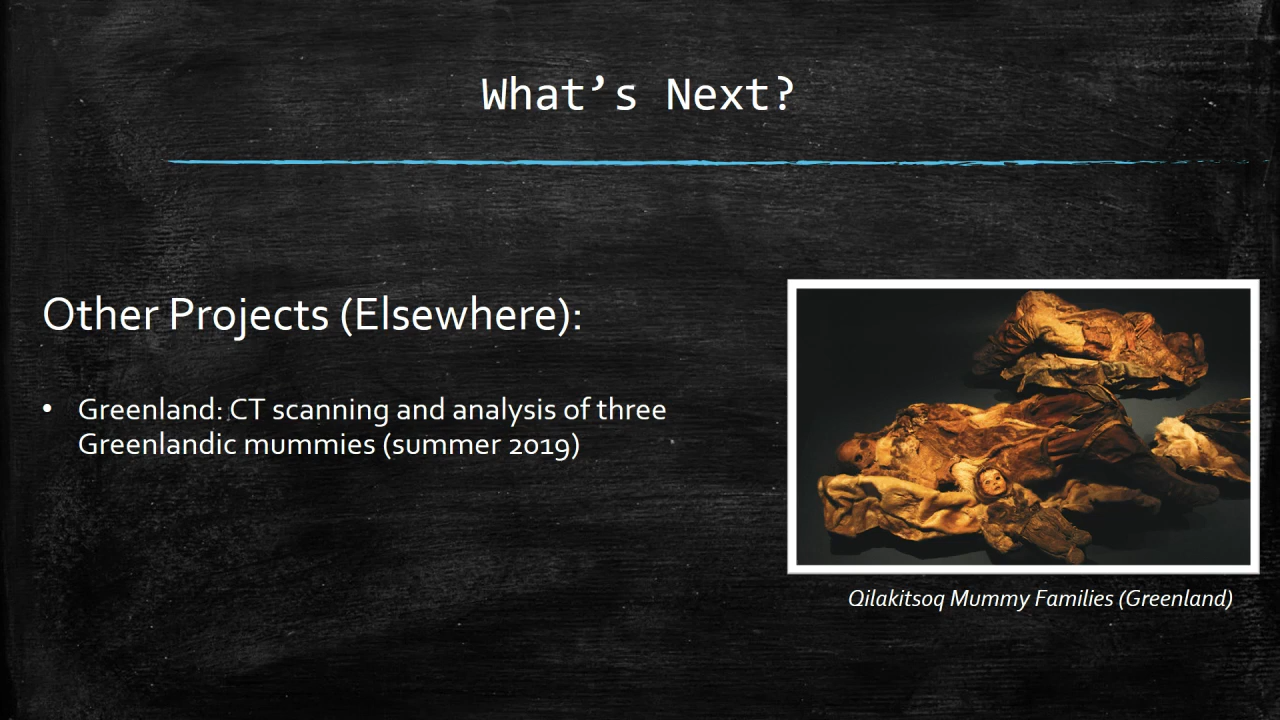 What’s Next?
Other Projects (Elsewhere):
• Greenland: CT scanning and analysis of three
Greenlandic mummies (summer 2019)
Qilakitsoq Mummy Families (Greenland)